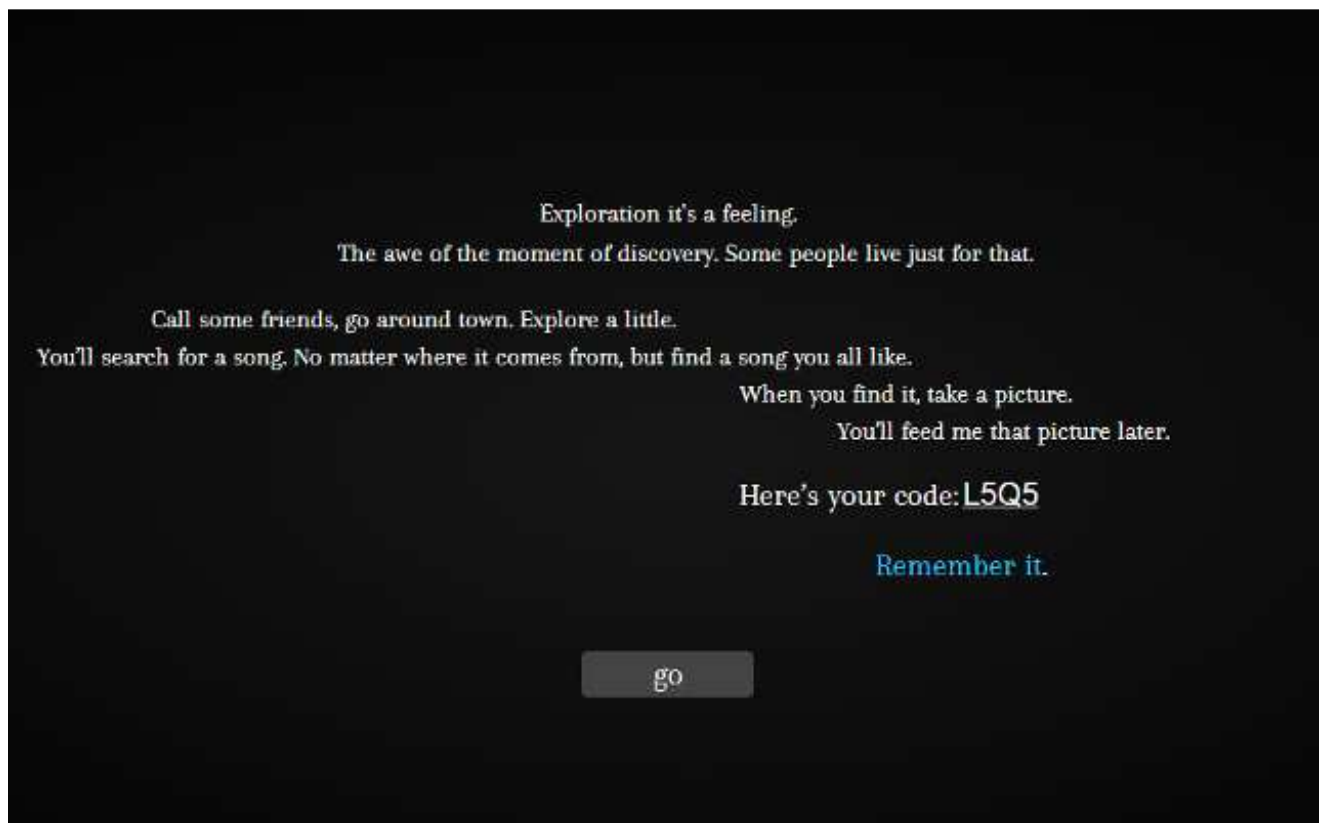 Exploration it's a feeling.
The awe of the moment of discovery. Some people live just for that.
Call some friends, go around town. Explore a little.
You'll search for a song. No matter where it comes from, but find a song you all like.
When you find it, take a picture.
You'll feed me that picture later.
Here's your code: L5Q5
Remember it.
go